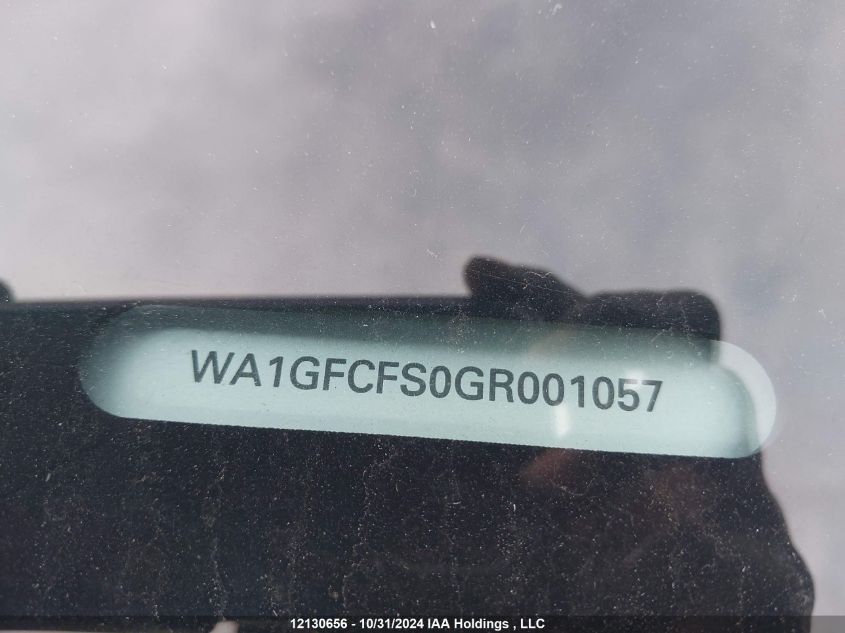 WA1GFCFS0GR001057
12130656 - 10/31/2024 IAA Holdings , LLC